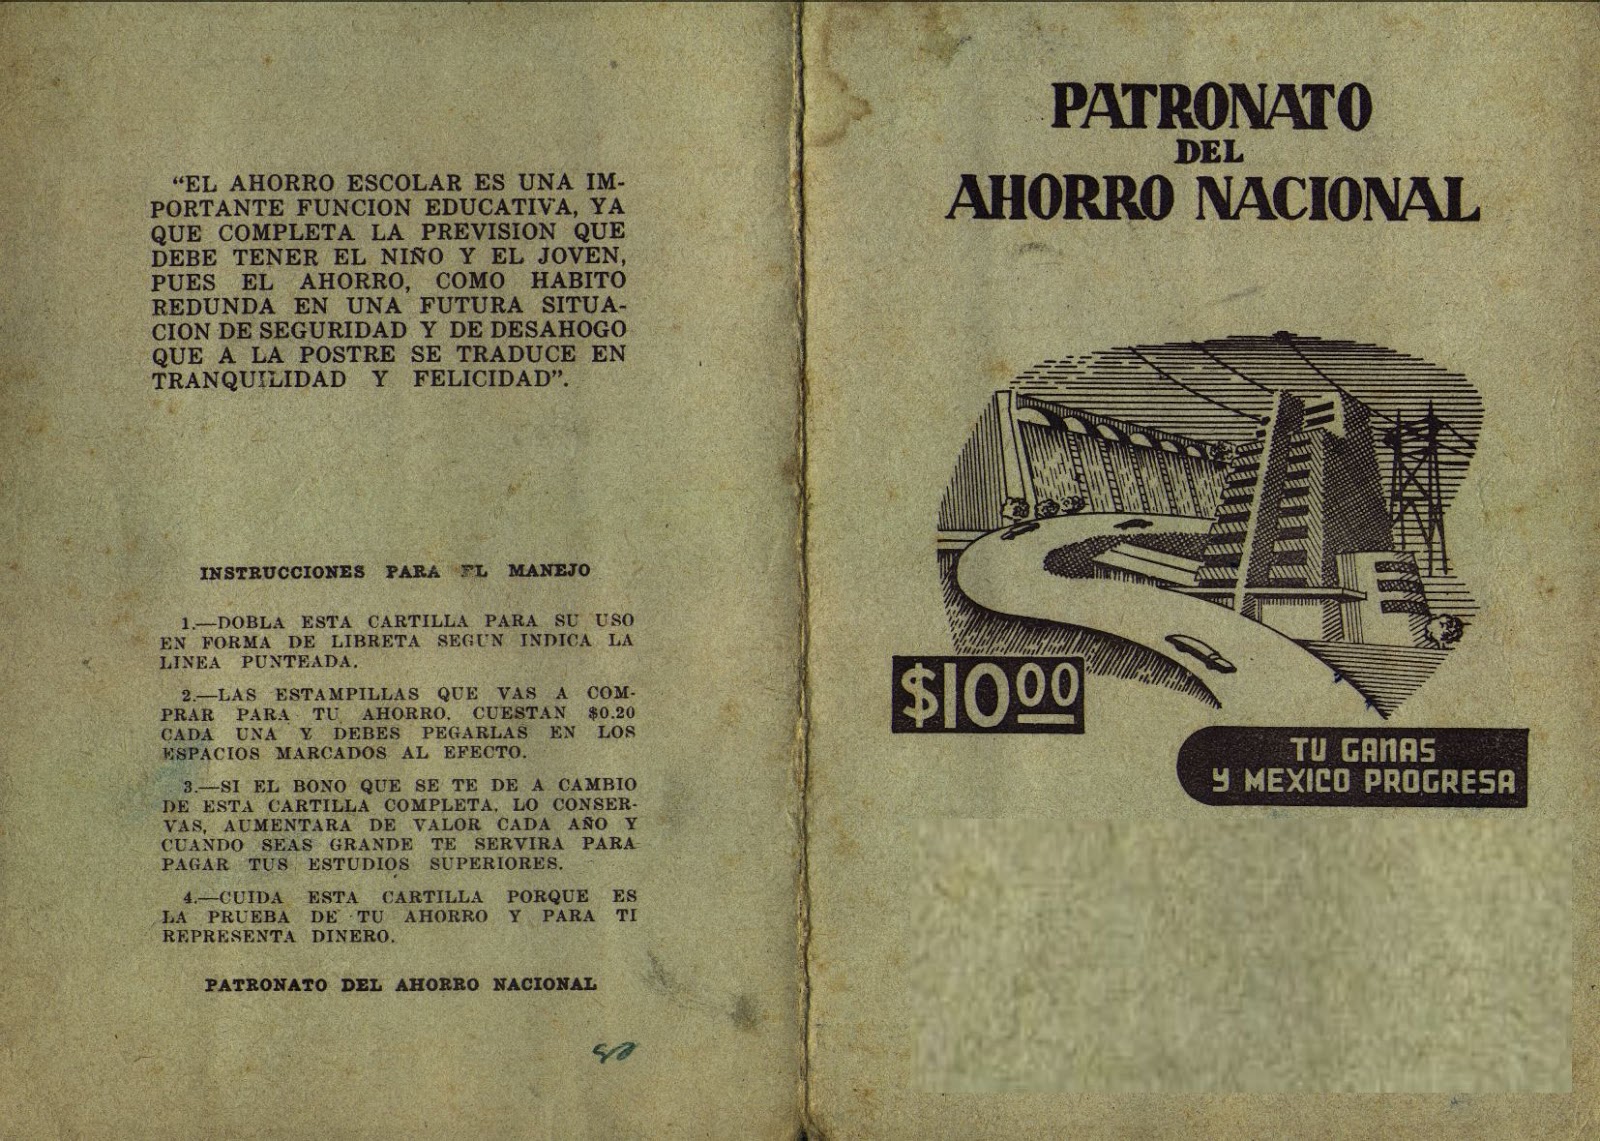 “EL AHORRO ESCOLAR ES UNA IM-
PORTANTE FUNCION EDUCATIVA, YA
QUE COMPLETA LA PREVISION QUE
DEBE TENER EL NIÑO Y EL JOVEN,
PUES EL AHORRO, COMO HABITO
REDUNDA EN UNA FUTURA SITUA-
CION DE SEGURIDAD Y DE DESAHOGO
QUE A LA POSTRE SE TRADUCE EN
TRANQUILIDAD Y FELICIDAD”.
INSTRUCCIONES PARA EL MANEJO
1.—DOBLA ESTA CARTILLA PARA SU USO
EN FORMA DE LIBRETA SEGUN INDICA LA
LINEA PUNTEADA.
2.—LAS ESTAMPILLAS QUE VAS A COM-
PRAR PARA TU AHORRO, CUESTAN $0.20
CADA UNA Y DEBES PEGARLAS EN LOS
ESPACIOS MARCADOS AL EFECTO.
3.—SI EL BONO QUE SE TE DE A CAMBIO
DE ESTA CARTILLA COMPLETA, LO CONSER-
VAS, AUMENTARA DE VALOR CADA AÑO Y
CUANDO SEAS GRANDE TE SERVIRA PARA
PAGAR TUS ESTUDIOS SUPERIORES.
4.—CUIDA ESTA CARTILLA PORQUE ES
LA PRUEBA DE TU AHORRO Y PARA TI
REPRESENTA DINERO.
PATRONATO DEL AHORRO NACIONAL
PATRONATO
DEL
AHORRO NACIONAL
$1000
TU GANAS
Y MEXICO PROGRESA